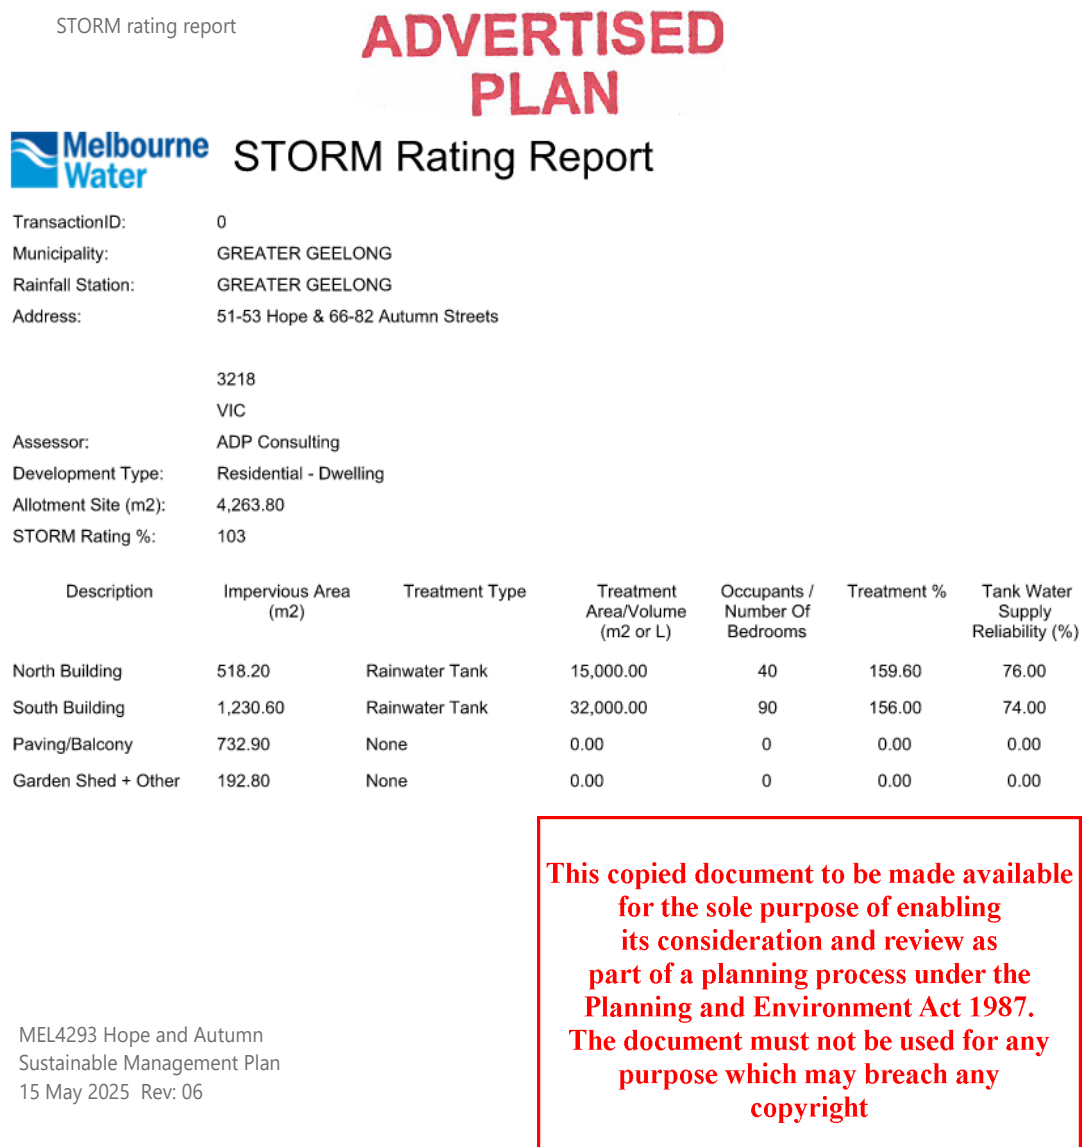 STORM rating report
ADVERTISED
PLAN
Melbourne
Water
STORM Rating Report
TransactionID: 0
Municipality: GREATER GEELONG
Rainfall Station: GREATER GEELONG
Address: 51-53 Hope & 66-82 Autumn Streets
3218
VIC
Assessor: ADP Consulting
Development Type: Residential - Dwelling
Allotment Site (m2): 4,263.80
STORM Rating %: 103
Description Impervious Area Treatment Type Treatment Occupants / Treatment % Tank Water
(m2) Area/Volume Number Of Supply
(m2 or L) Bedrooms Reliability (%)
North Building 518.20 Rainwater Tank 15,000.00 40 159.60 76.00
South Building 1,230.60 Rainwater Tank 32,000.00 90 156.00 74.00
Paving/Balcony 732.90 None 0.00 0 0.00 0.00
Garden Shed + Other 192.80 None 0.00 0 0.00 0.00
This copied document to be made available
for the sole purpose of enabling
its consideration and review as
part of a planning process under the
Planning and Environment Act 1987.
The document must not be used for any
purpose which may breach any
copyright
MEL4293 Hope and Autumn
Sustainable Management Plan
15 May 2025 Rev: 06